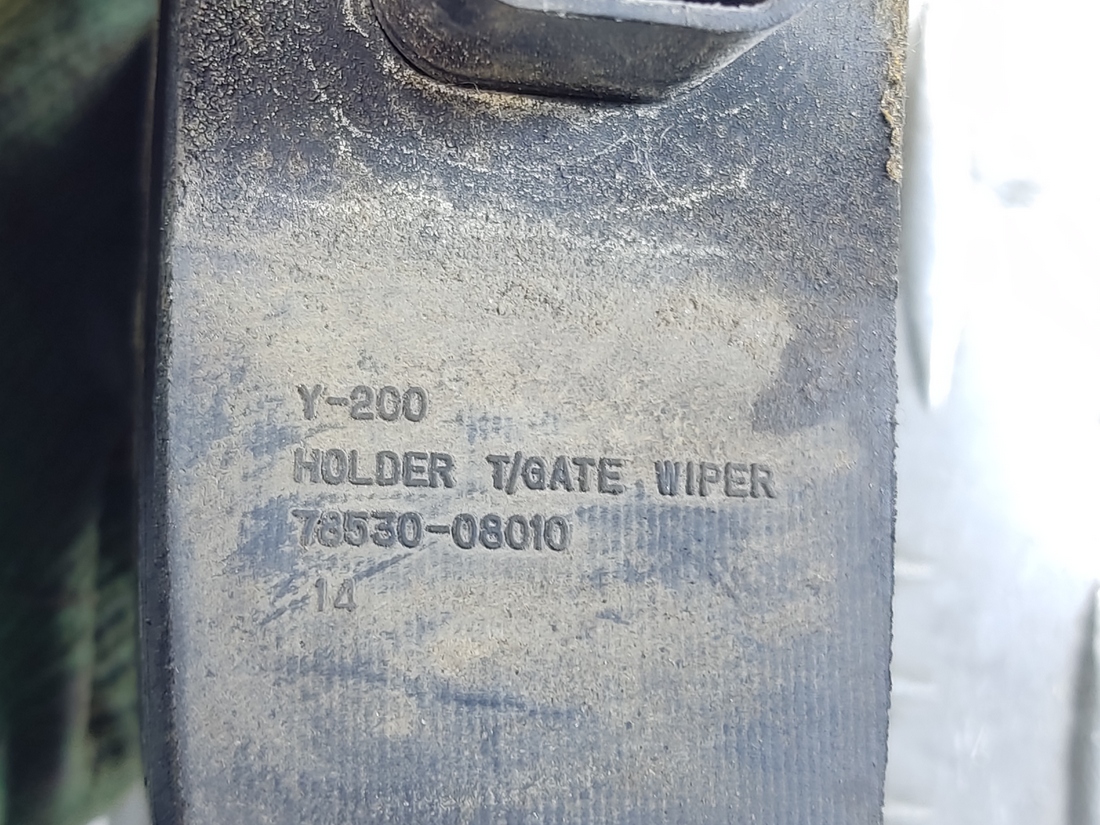 Y-200
HOLDER T/GATE WIPER
78530-08010
14